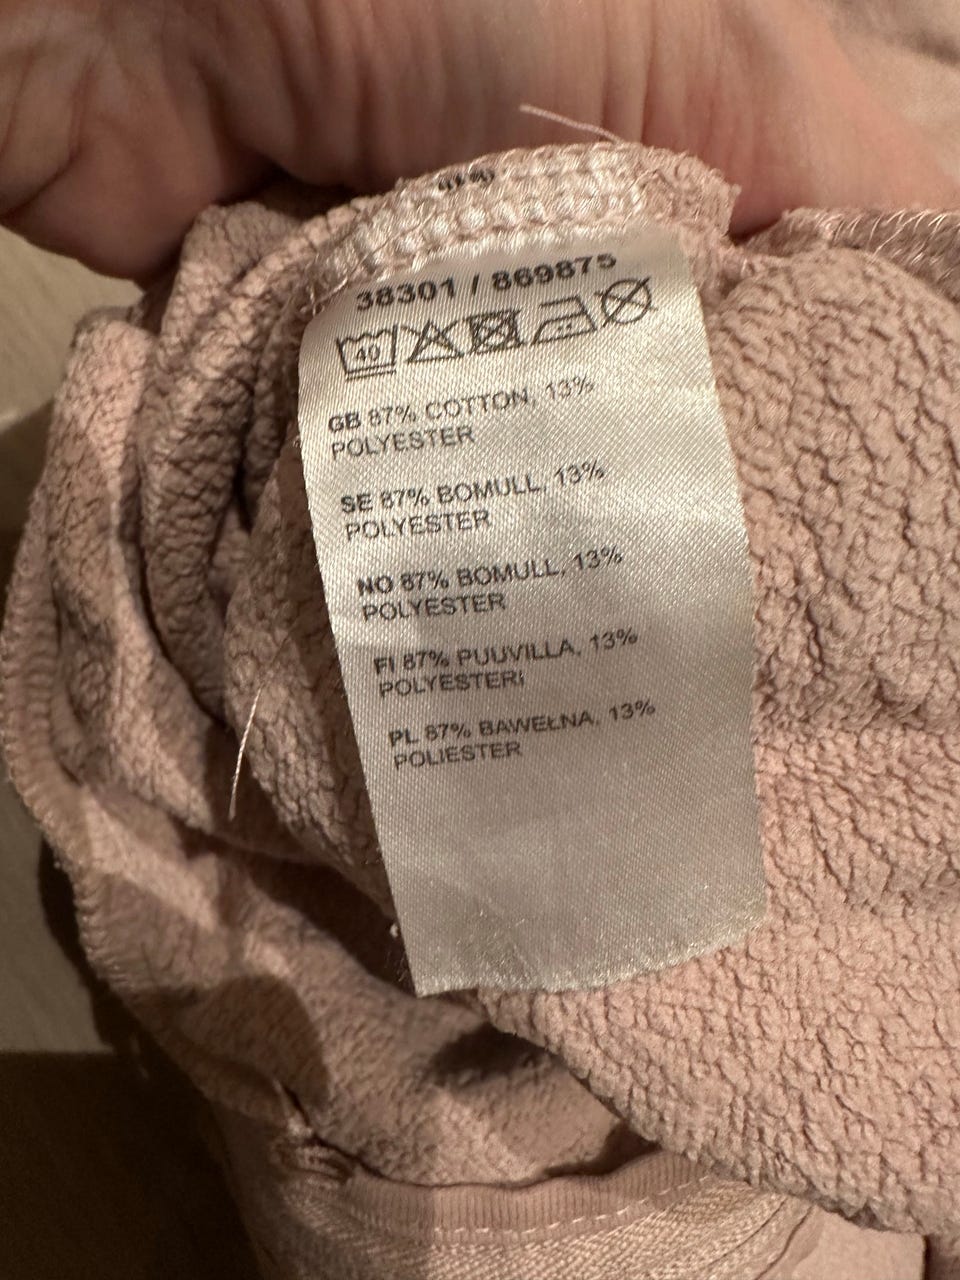 38301 / 869875
40
GB 87% COTTON, 13%
POLYESTER
SE 87% BOMULL, 13%
POLYESTER
NO 87% BOMULL, 13%
POLYESTER
FI 87% PUUVILLA, 13%
POLYESTERI
PL 87% BAWEŁNA, 13%
POLIESTER